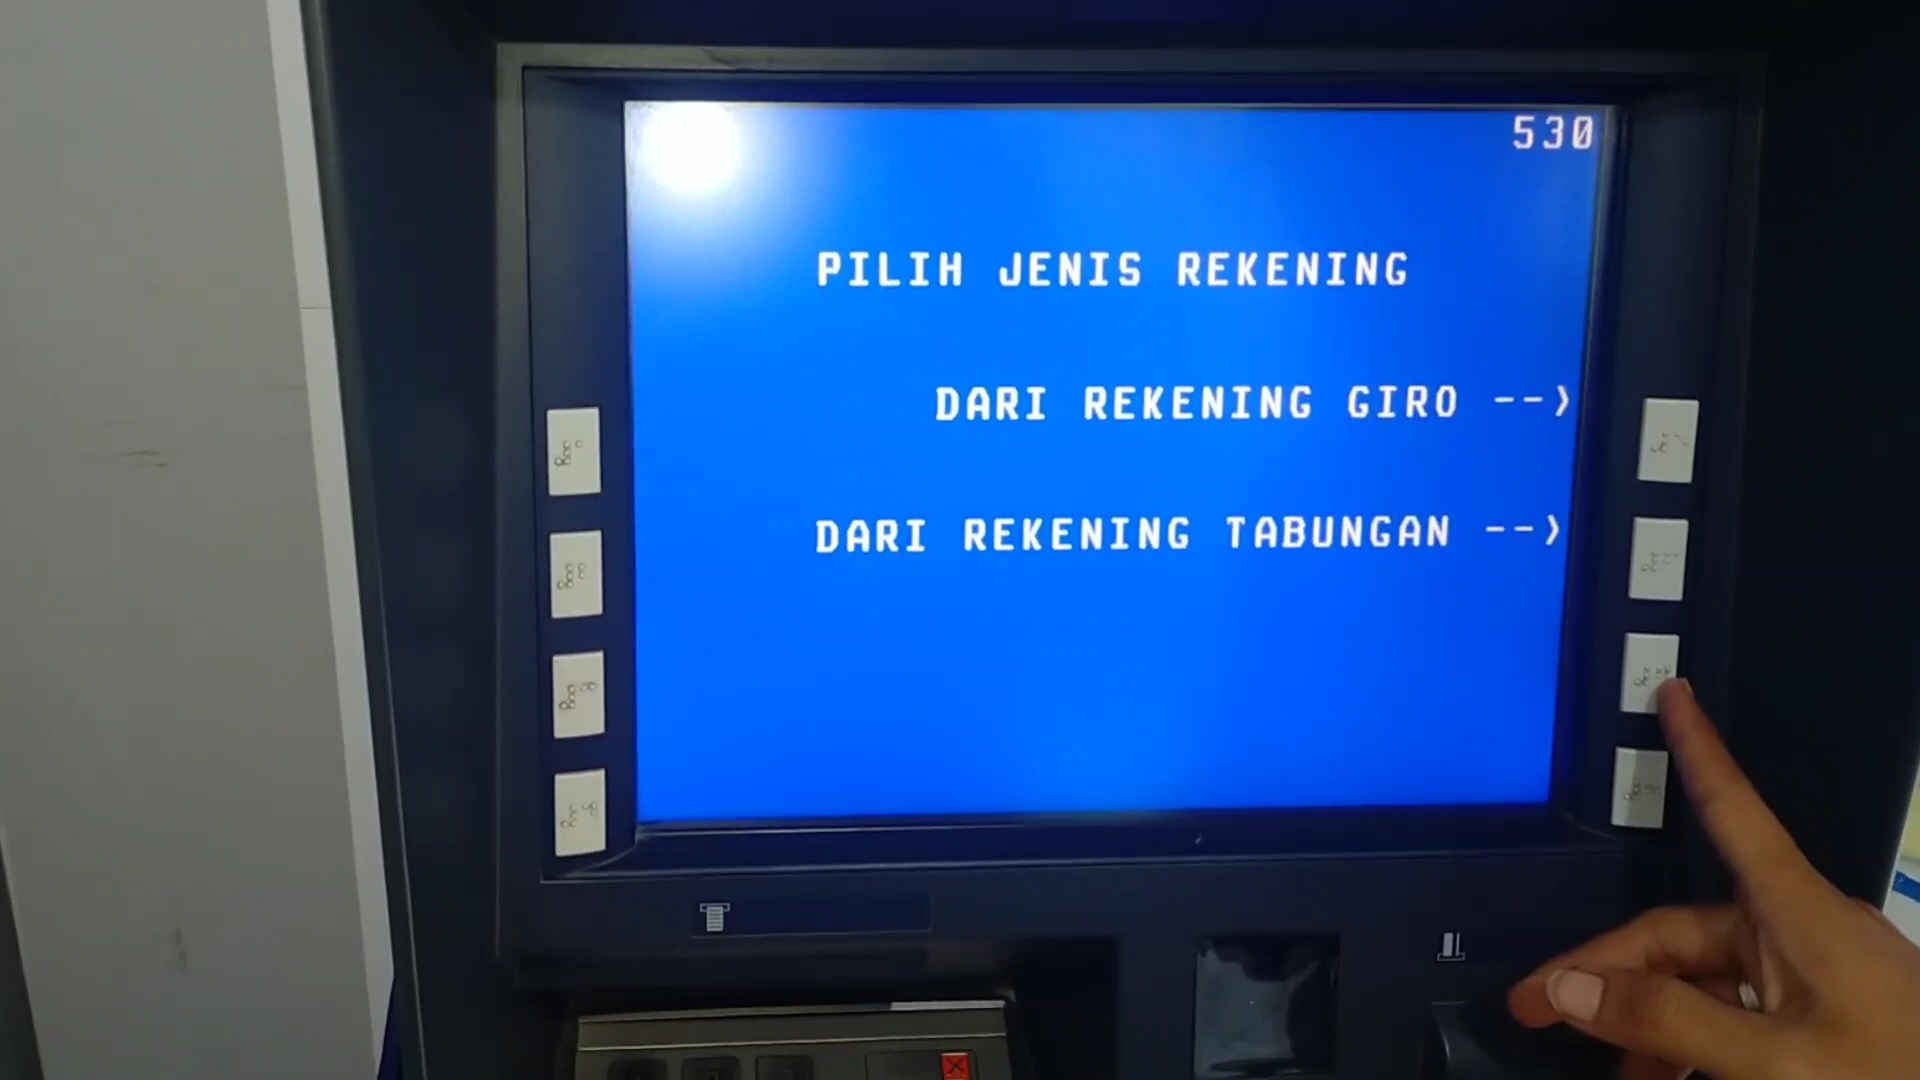 530
PILIH JENIS REKENING
DARI REKENING GIRO -->
DARI REKENING TABUNGAN -->